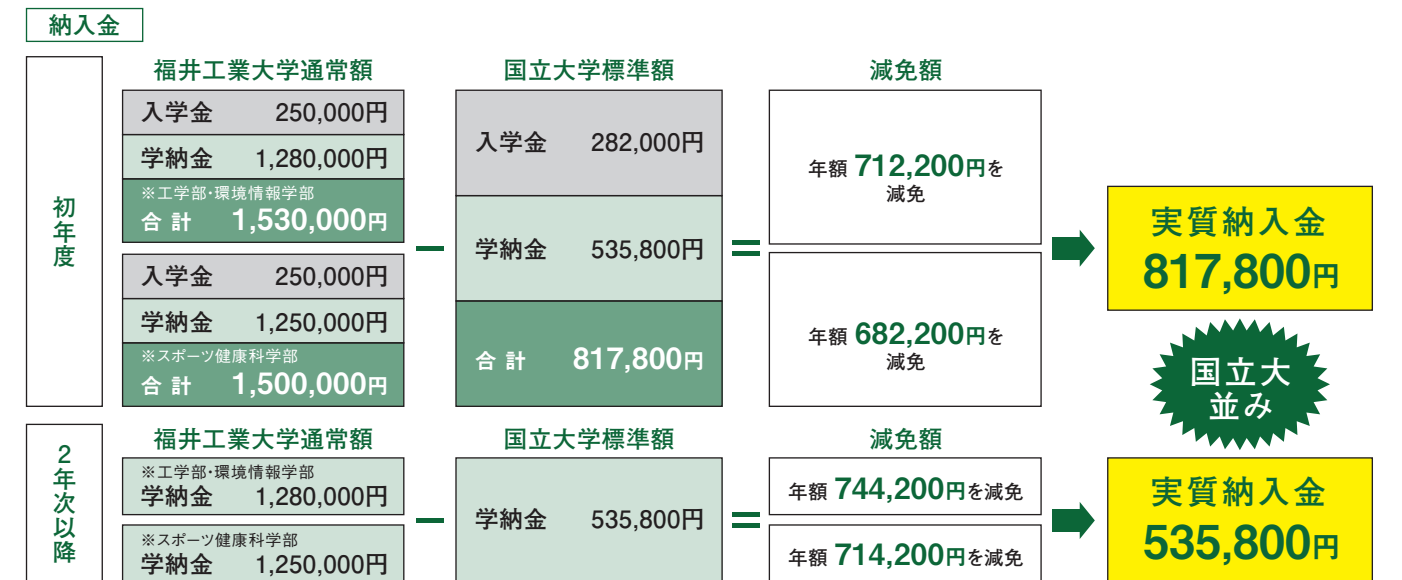 納入金
初年度
福井工業大学通常額
入学金 250,000円
学納金 1,280,000円
※工学部・環境情報学部
合計 1,530,000円
入学金 250,000円
学納金 1,250,000円
※スポーツ健康科学部
合計 1,500,000円
−
国立大学標準額
入学金 282,000円
学納金 535,800円
合計 817,800円
=
減免額
年額 712,200円を
減免
年額 682,200円を
減免
実質納入金
817,800円
国立大
並み
2年次以降
福井工業大学通常額
※工学部・環境情報学部
学納金 1,280,000円
※スポーツ健康科学部
学納金 1,250,000円
−
国立大学標準額
学納金 535,800円
=
減免額
年額 744,200円を減免
年額 714,200円を減免
実質納入金
535,800円